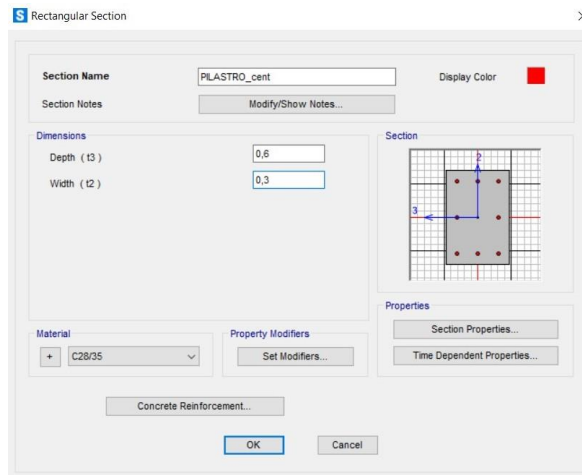 S Rectangular Section
Section Name PILASTRO_cent Display Color
Section Notes Modify/Show Notes...
Dimensions
Depth ( t3 ) 0,6
Width ( t2 ) 0,3
Section
2
3
Properties
Section Properties...
Time Dependent Properties...
Material
+ C28/35
Property Modifiers
Set Modifiers...
Concrete Reinforcement...
OK Cancel